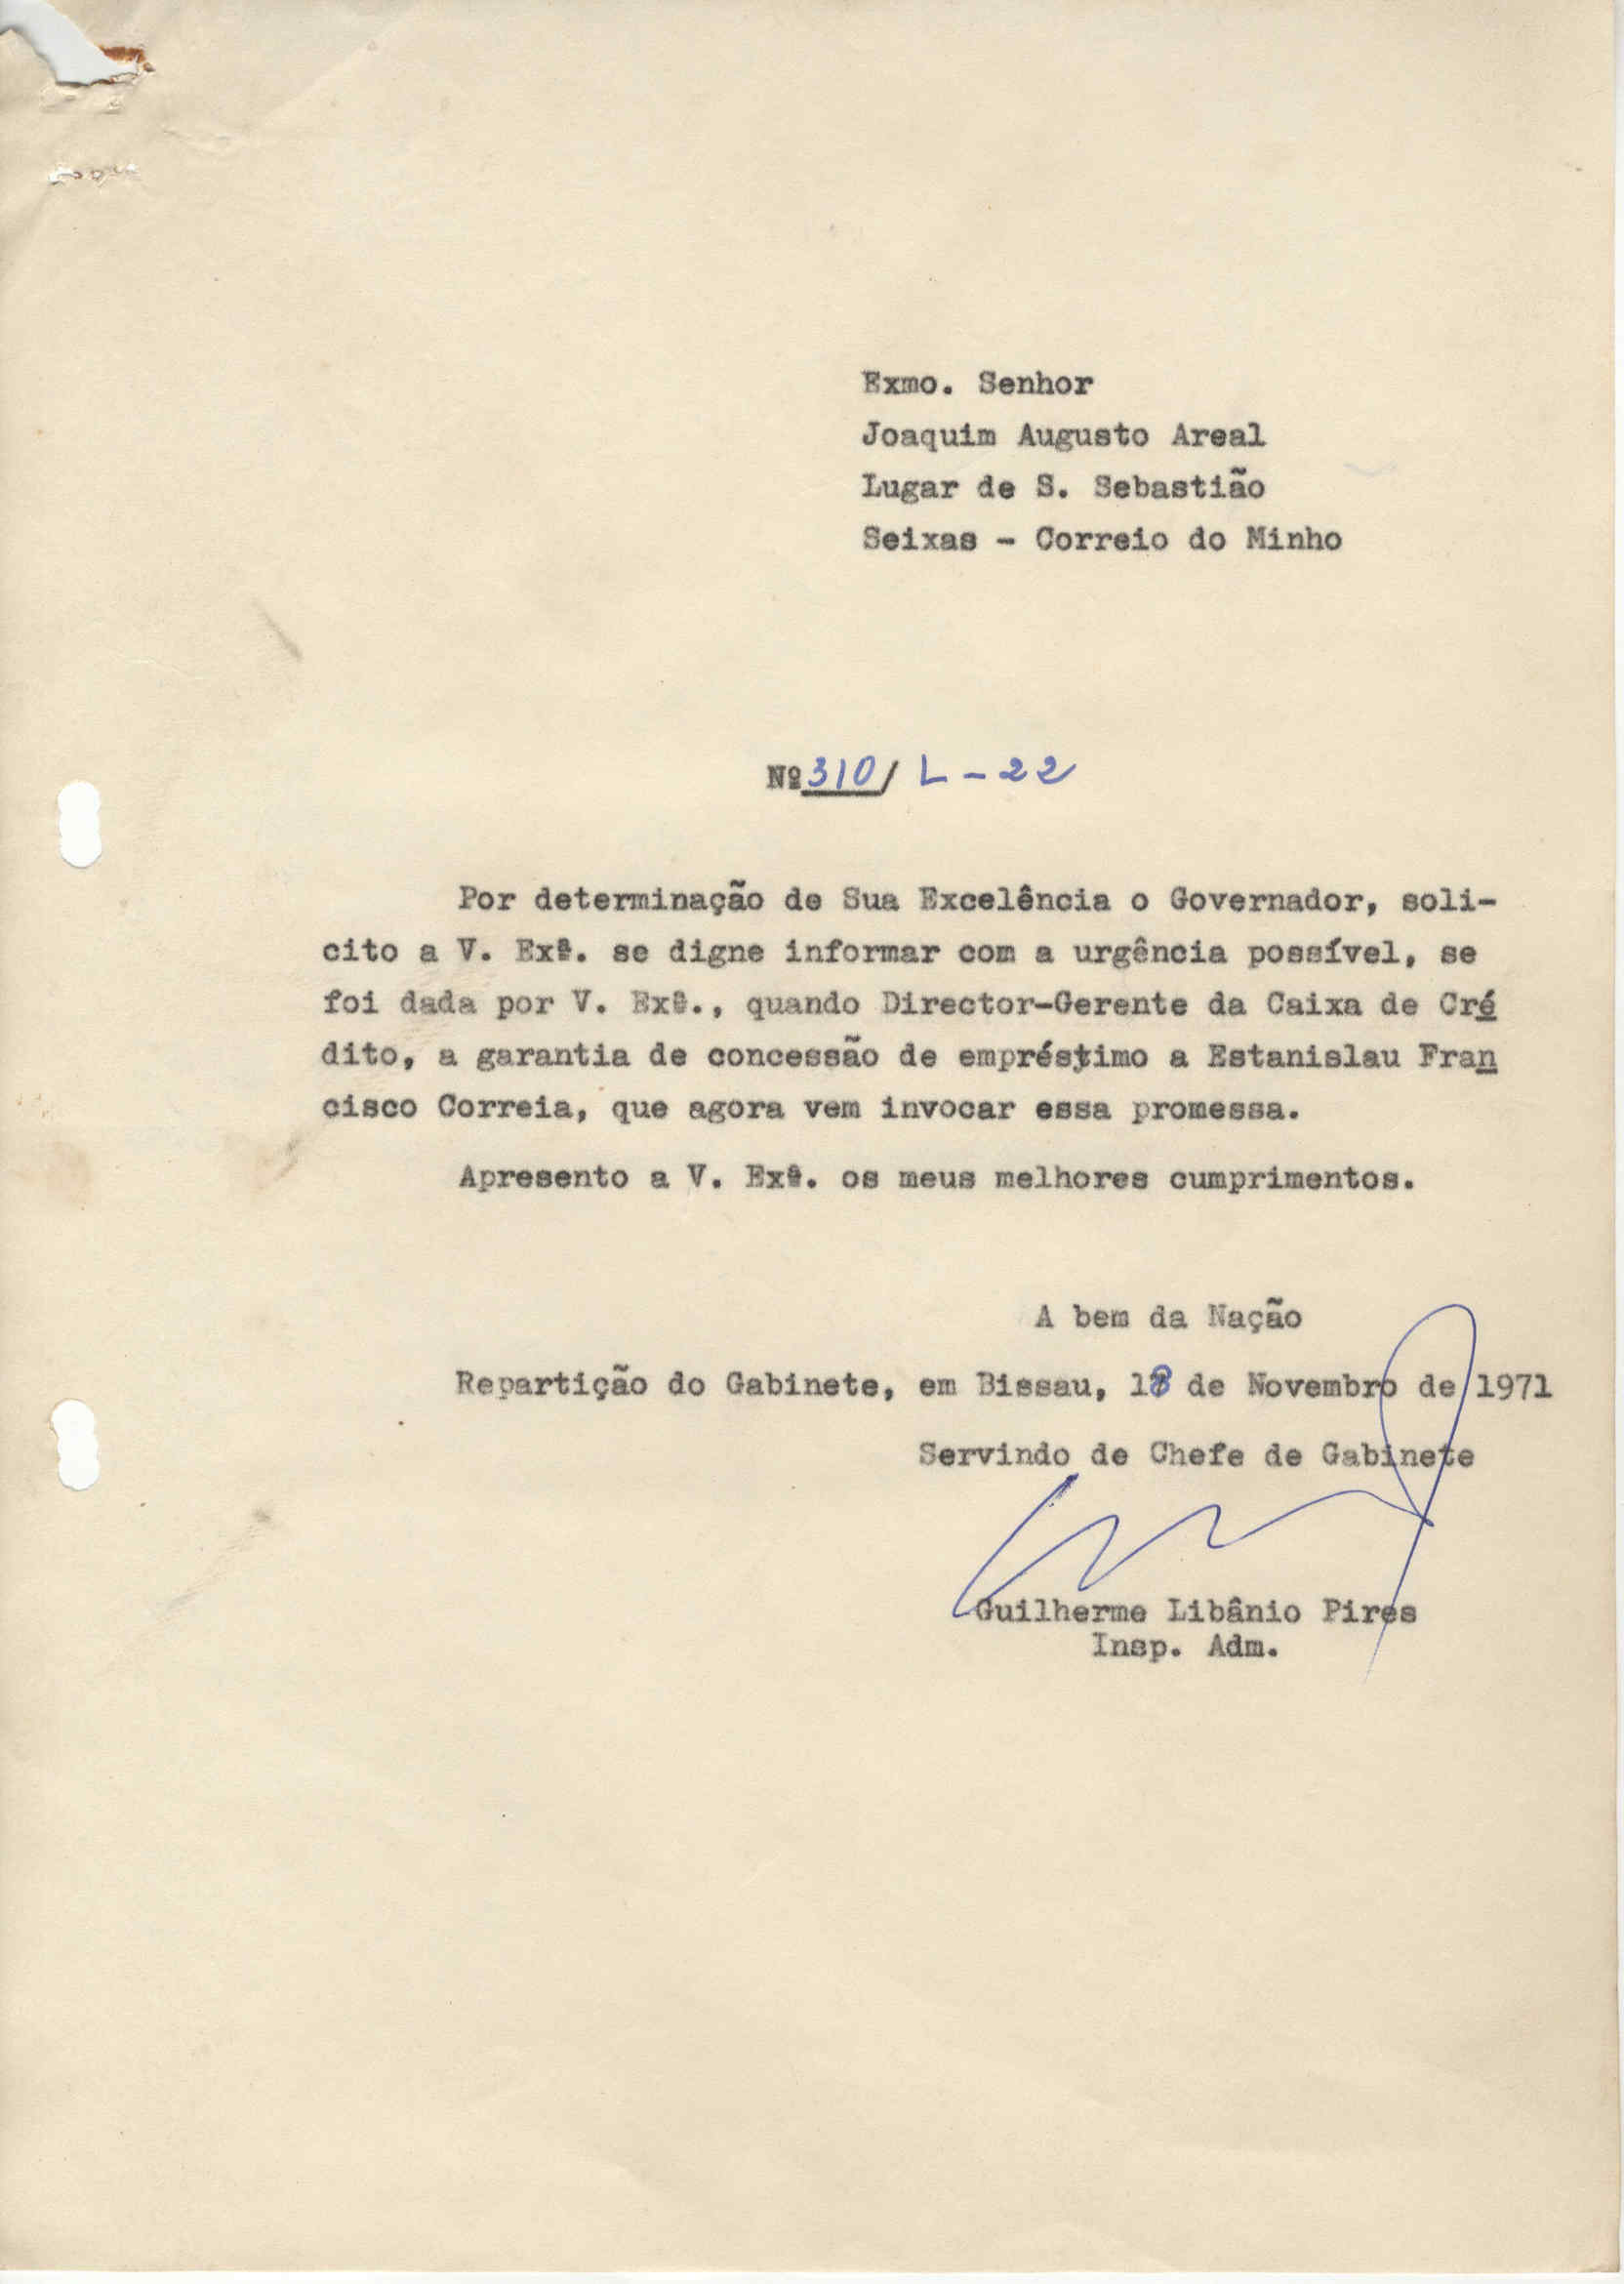 Exmo. Senhor
Joaquim Augusto Areal
Lugar de S. Sebastião
Seixas - Correio do Minho
Nº 310/ L-22
Por determinação de Sua Excelência o Governador, soli-
cito a V. Exª. se digne informar com a urgência possível, se
foi dada por V. Exª., quando Director-Gerente da Caixa de Cré
dito, a garantia de concessão de empréstimo a Estanislau Fran
cisco Correia, que agora vem invocar essa promessa.
Apresento a V. Exª. os meus melhores cumprimentos.
A bem da Nação
Repartição do Gabinete, em Bissau, 18 de Novembro de 1971
Servindo de Chefe de Gabinete
Guilherme Libânio Pires
Insp. Adm.